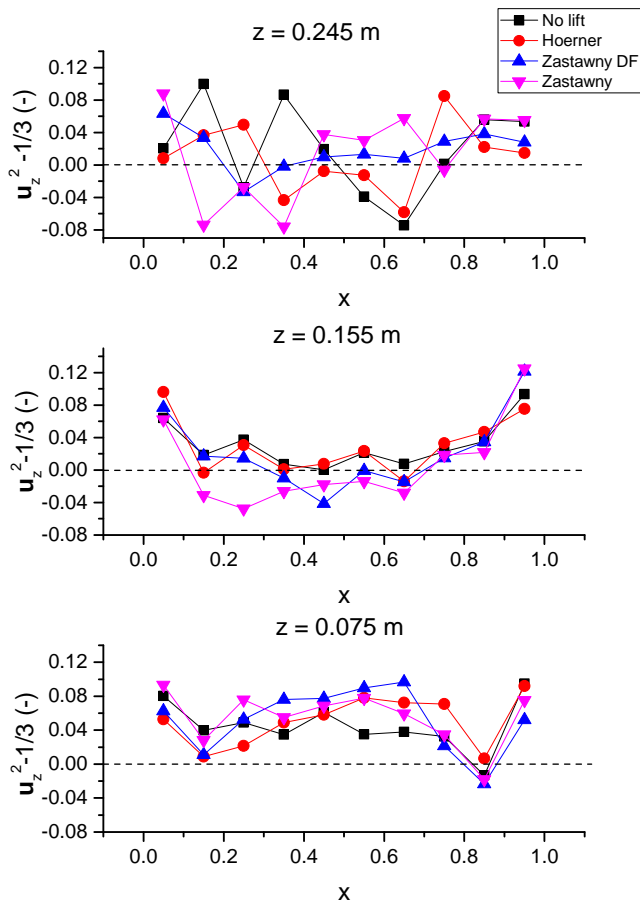 z = 0.245 m
No lift
Hoerner
Zastawny DF
Zastawny
u_z^2 -1/3 (-)
0.12
0.08
0.04
0.00
-0.04
-0.08
0.0 0.2 0.4 0.6 0.8 1.0
x
z = 0.155 m
u_z^2-1/3 (-)
0.12
0.08
0.04
0.00
-0.04
-0.08
0.0 0.2 0.4 0.6 0.8 1.0
x
z = 0.075 m
u_z^2-1/3 (-)
0.12
0.08
0.04
0.00
-0.04
-0.08
0.0 0.2 0.4 0.6 0.8 1.0
x